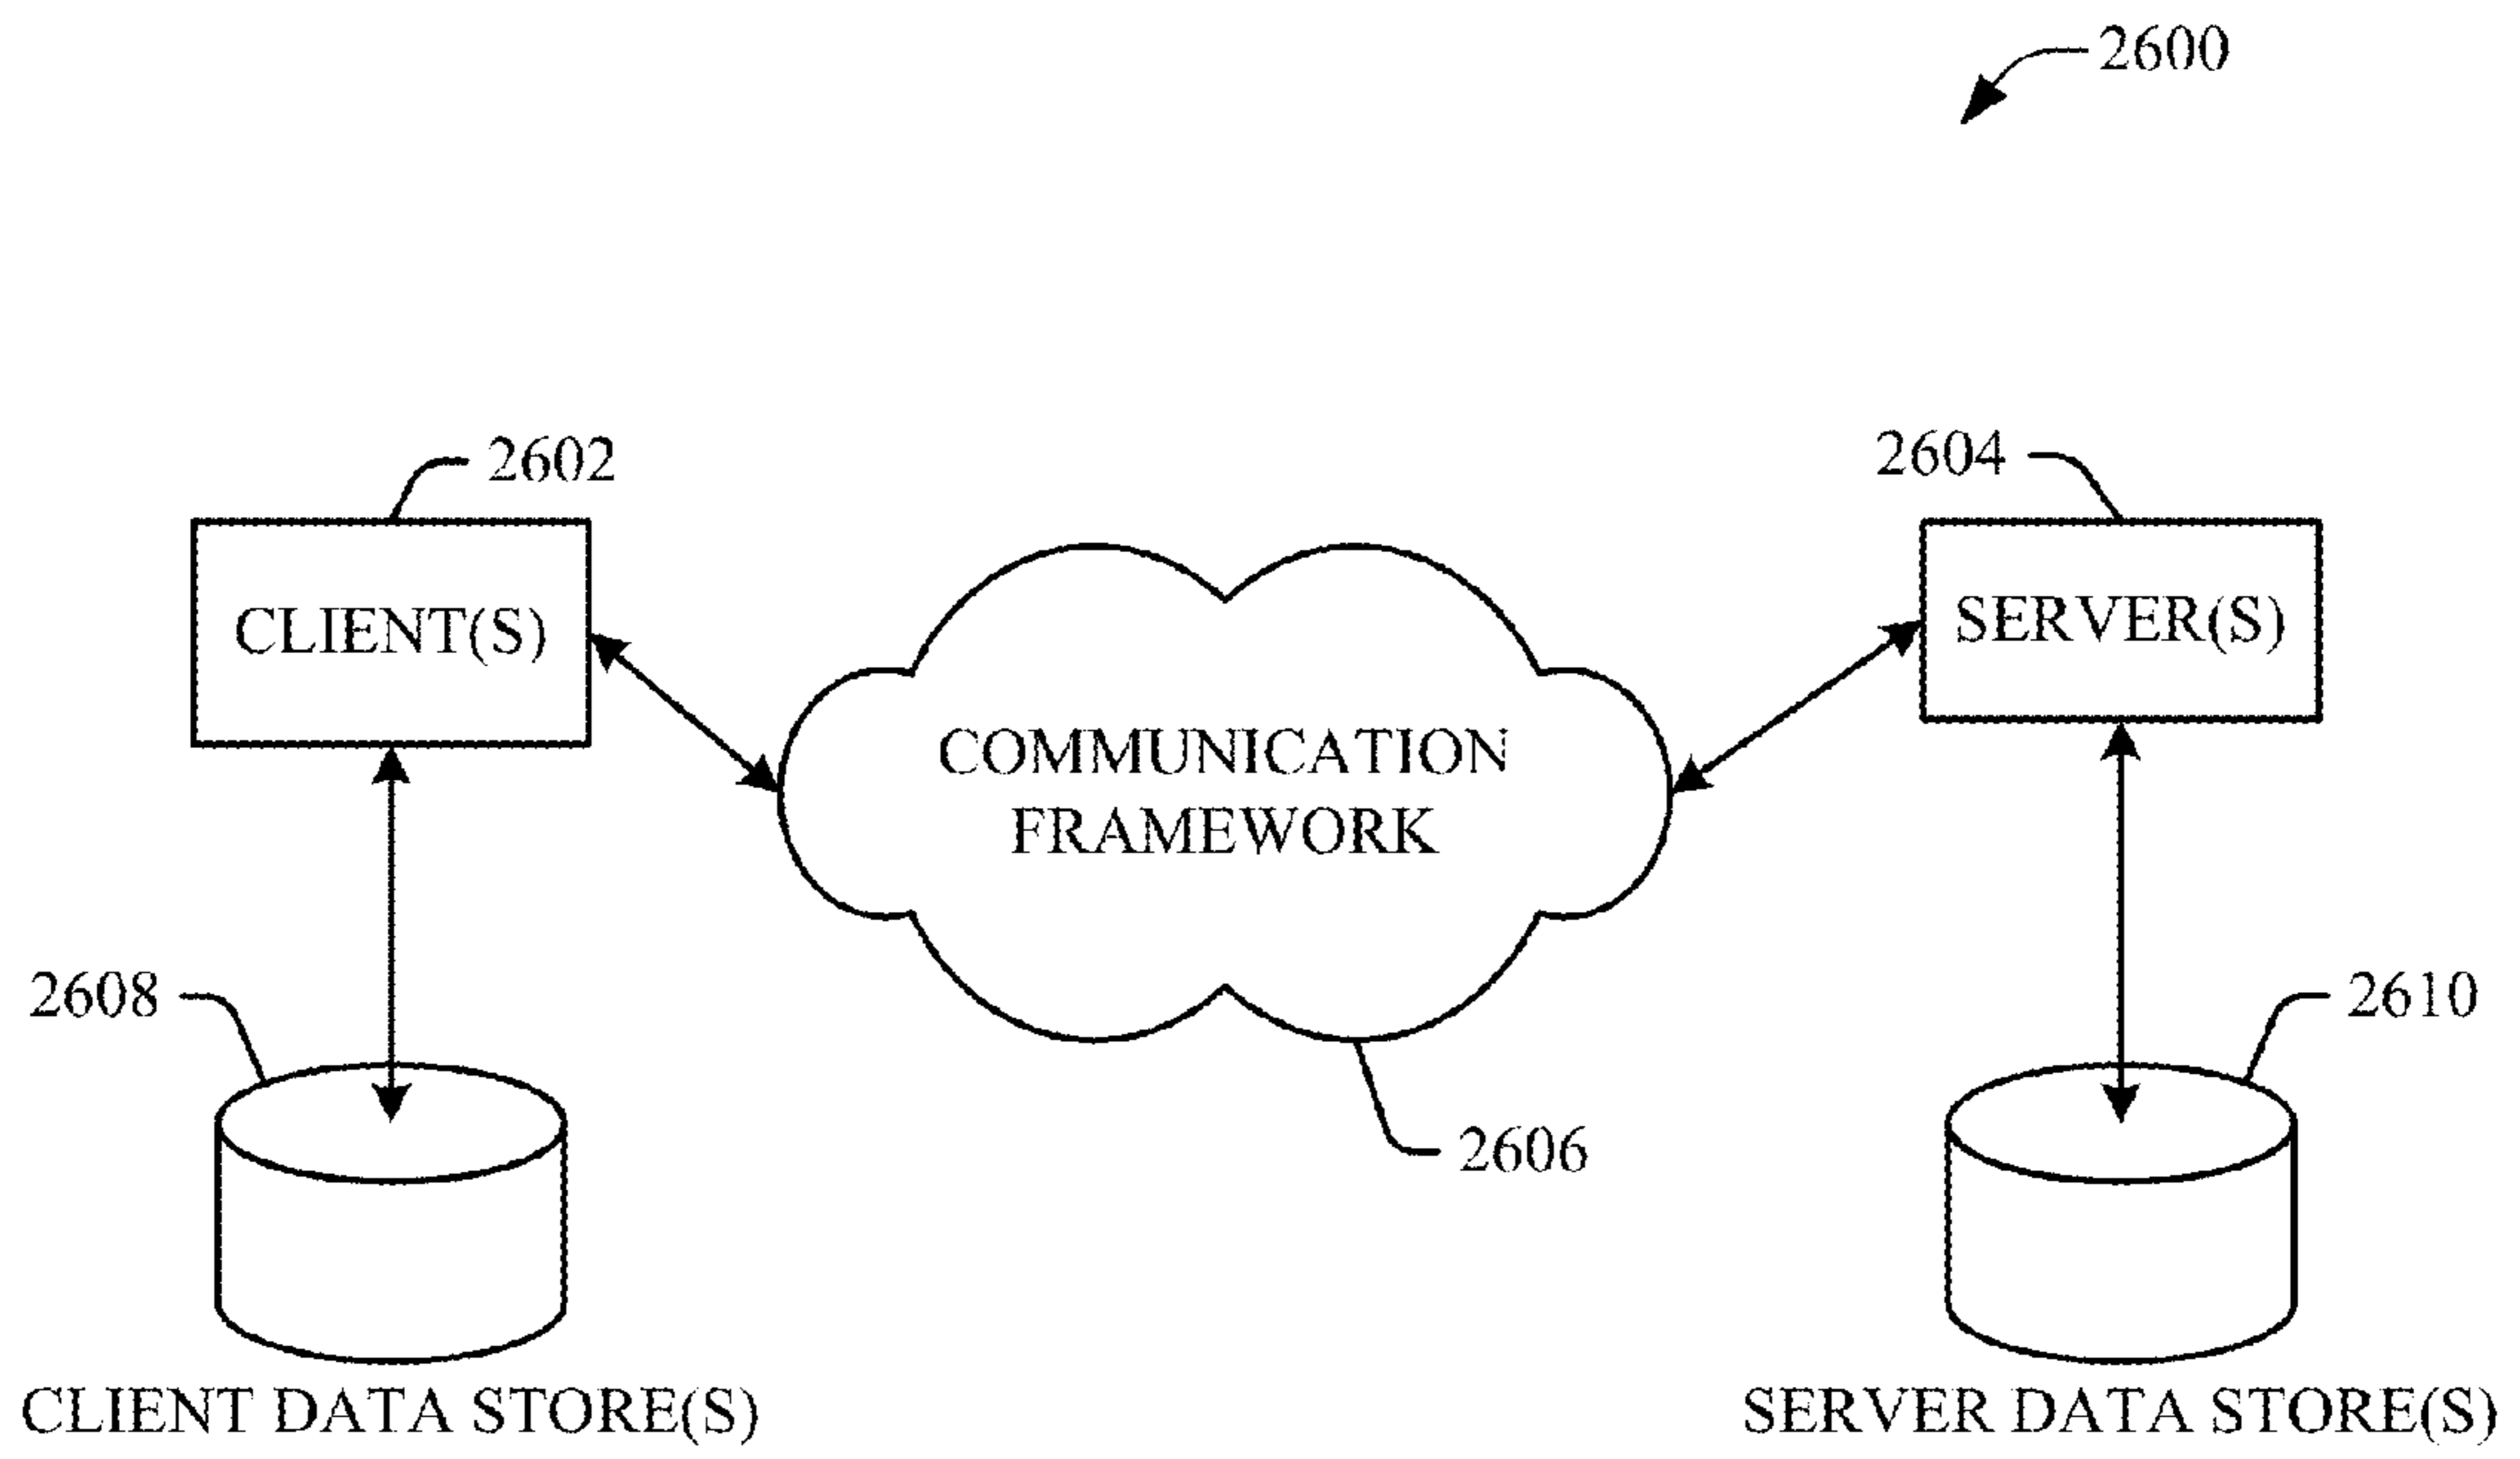 2600
2602
2604
CLIENT(S)
SERVER(S)
COMMUNICATION
FRAMEWORK
2608
2610
2606
CLIENT DATA STORE(S)
SERVER DATA STORE(S)